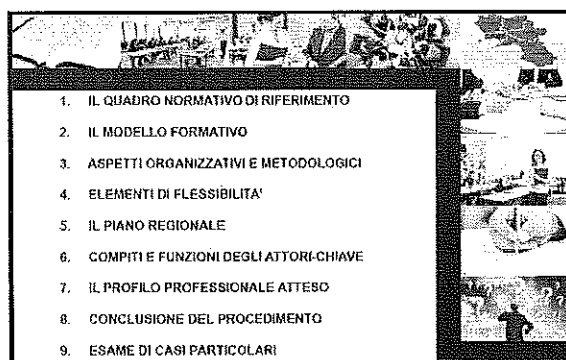 1. IL QUADRO NORMATIVO DI RIFERIMENTO
2. IL MODELLO FORMATIVO
3. ASPETTI ORGANIZZATIVI E METODOLOGICI
4. ELEMENTI DI FLESSIBILITA'
5. IL PIANO REGIONALE
6. COMPITI E FUNZIONI DEGLI ATTORI-CHIAVE
7. IL PROFILO PROFESSIONALE ATTESO
8. CONCLUSIONE DEL PROCEDIMENTO
9. ESAME DI CASI PARTICOLARI